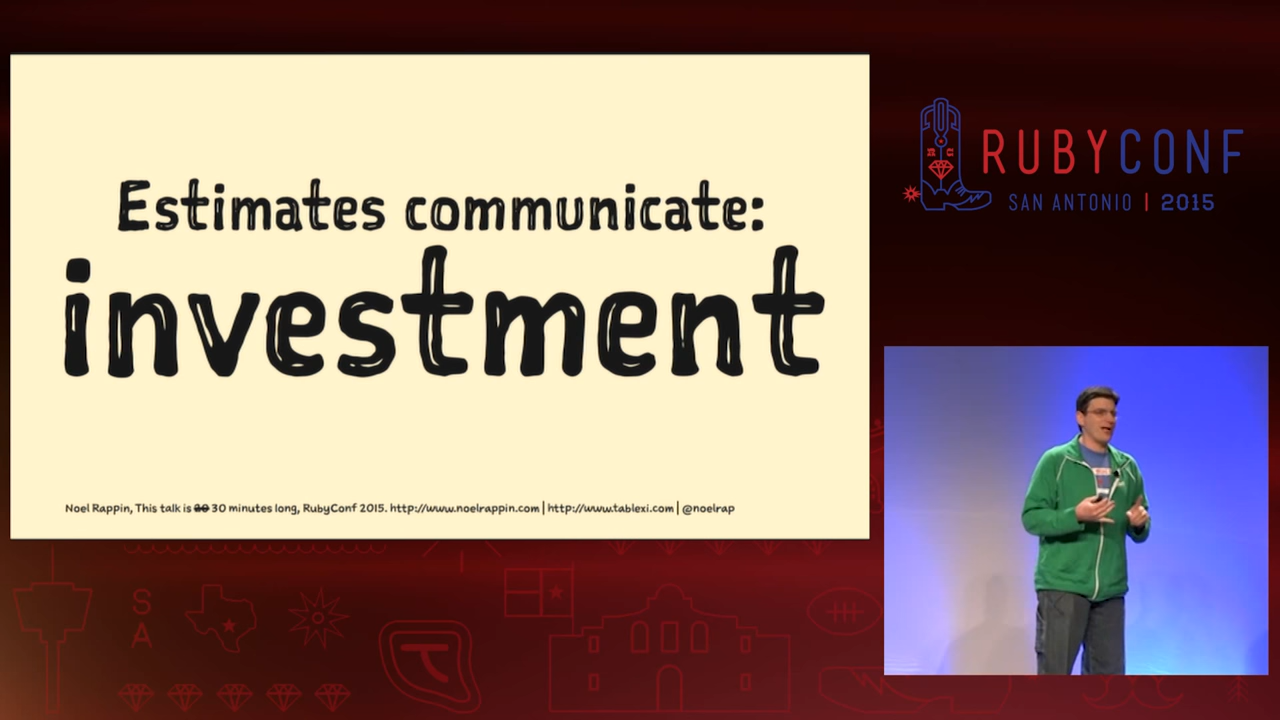 Estimates communicate:
investment
Noel Rappin, This talk is 20 30 minutes long, RubyConf 2015. http://www.noelrappin.com | http://www.tablexi.com | @noelrap
RUBYCONF
SAN ANTONIO | 2015
S
A